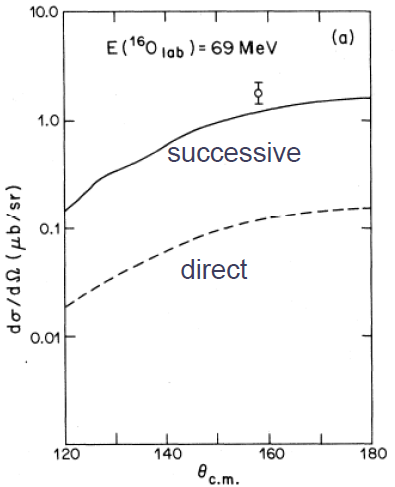 10.0
E(¹⁶O lab) = 69 MeV
(a)
1.0
successive
0.1
direct
0.01
dσ/dΩ (μb/sr)
120
140
160
180
θc.m.